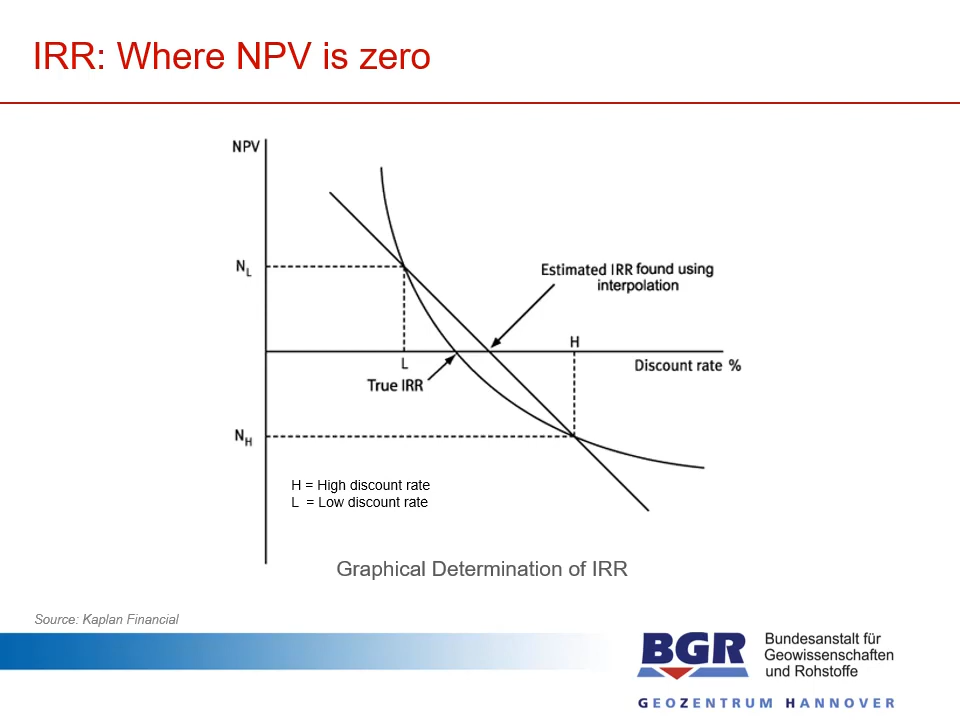 IRR: Where NPV is zero
NPV
N_L
Estimated IRR found using
interpolation
H
L
Discount rate %
True IRR
N_H
H = High discount rate
L = Low discount rate
Graphical Determination of IRR
Source: Kaplan Financial
BGR
Bundesanstalt für
Geowissenschaften
und Rohstoffe
GEOZENTRUM HANNOVER